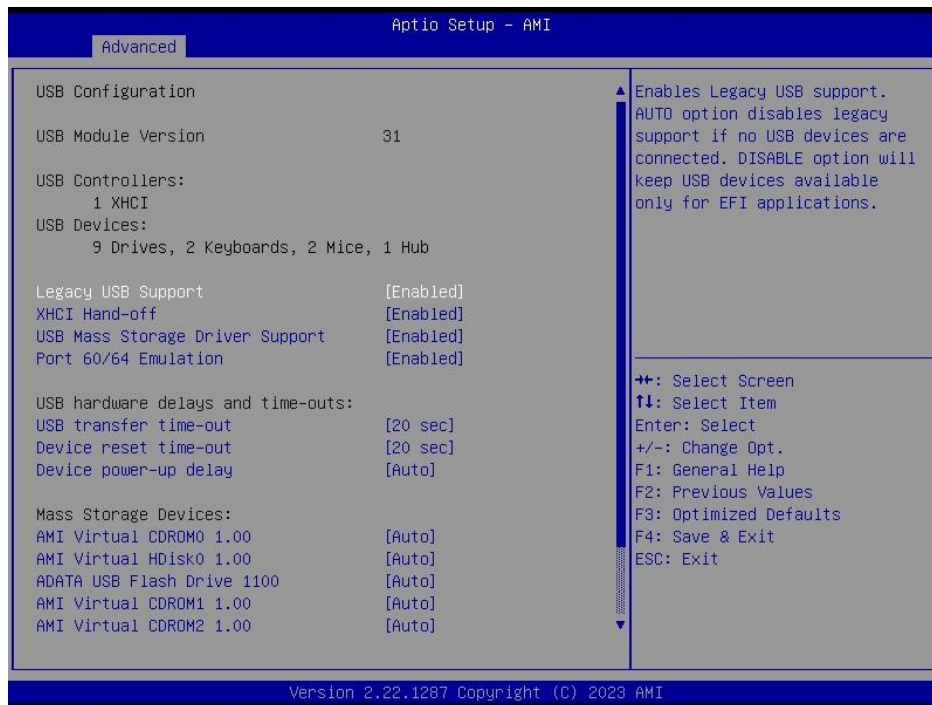 Aptio Setup - AMI
Advanced
USB Configuration
USB Module Version 31
USB Controllers:
1 XHCI
USB Devices:
9 Drives, 2 Keyboards, 2 Mice, 1 Hub
Legacy USB Support [Enabled]
XHCI Hand-off [Enabled]
USB Mass Storage Driver Support [Enabled]
Port 60/64 Emulation [Enabled]
USB hardware delays and time-outs:
USB transfer time-out [20 sec]
Device reset time-out [20 sec]
Device power-up delay [Auto]
Mass Storage Devices:
AMI Virtual CDROM0 1.00 [Auto]
AMI Virtual HDisk0 1.00 [Auto]
ADATA USB Flash Drive 1100 [Auto]
AMI Virtual CDROM1 1.00 [Auto]
AMI Virtual CDROM2 1.00 [Auto]
Enables Legacy USB support.
AUTO option disables legacy
support if no USB devices are
connected. DISABLE option will
keep USB devices available
only for EFI applications.
→←: Select Screen
↑↓: Select Item
Enter: Select
+/-: Change Opt.
F1: General Help
F2: Previous Values
F3: Optimized Defaults
F4: Save & Exit
ESC: Exit
Version 2.22.1287 Copyright (C) 2023 AMI